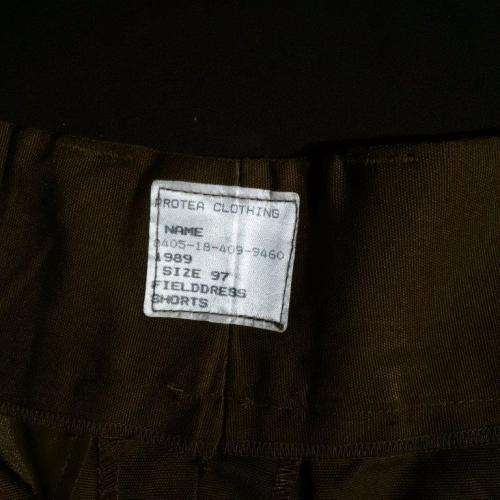 PROTEA CLOTHING
NAME
8405-18-409-9460
1989
SIZE 97
FIELDDRESS
SHORTS